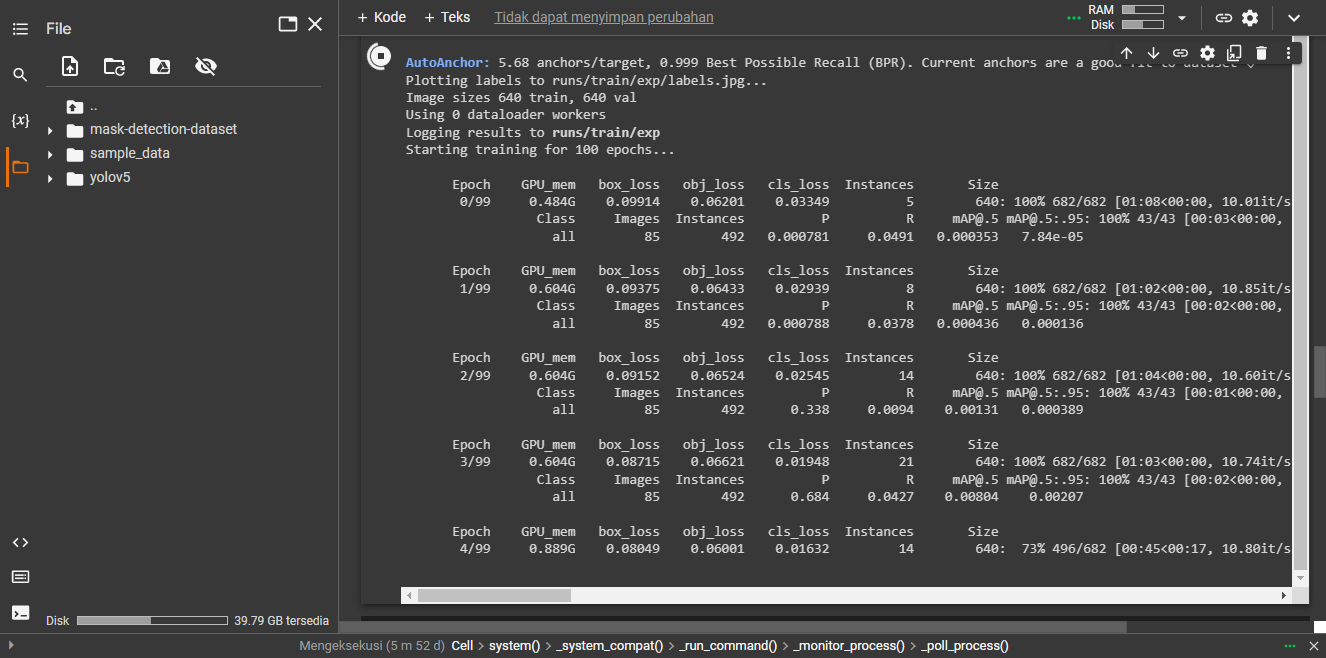 File
+ Kode + Teks Tidak dapat menyimpan perubahan
RAM
Disk
{x}
..
mask-detection-dataset
sample_data
yolov5
AutoAnchor: 5.68 anchors/target, 0.999 Best Possible Recall (BPR). Current anchors are a good fit to dataset
Plotting labels to runs/train/exp/labels.jpg...
Image sizes 640 train, 640 val
Using 0 dataloader workers
Logging results to runs/train/exp
Starting training for 100 epochs...
Epoch GPU_mem box_loss obj_loss cls_loss Instances Size
0/99 0.484G 0.09914 0.06201 0.03349 5 640: 100% 682/682 [01:08<00:00, 10.01it/s
Class Images Instances P R mAP@.5 mAP@.5:.95: 100% 43/43 [00:03<00:00,
all 85 492 0.000781 0.0491 0.000353 7.84e-05
Epoch GPU_mem box_loss obj_loss cls_loss Instances Size
1/99 0.604G 0.09375 0.06433 0.02939 8 640: 100% 682/682 [01:02<00:00, 10.85it/s
Class Images Instances P R mAP@.5 mAP@.5:.95: 100% 43/43 [00:02<00:00,
all 85 492 0.000788 0.0378 0.000436 0.000136
Epoch GPU_mem box_loss obj_loss cls_loss Instances Size
2/99 0.604G 0.09152 0.06524 0.02545 14 640: 100% 682/682 [01:04<00:00, 10.60it/s
Class Images Instances P R mAP@.5 mAP@.5:.95: 100% 43/43 [00:01<00:00,
all 85 492 0.338 0.0094 0.00131 0.000389
Epoch GPU_mem box_loss obj_loss cls_loss Instances Size
3/99 0.604G 0.08715 0.06621 0.01948 21 640: 100% 682/682 [01:03<00:00, 10.74it/s
Class Images Instances P R mAP@.5 mAP@.5:.95: 100% 43/43 [00:02<00:00,
all 85 492 0.684 0.0427 0.00804 0.00207
Epoch GPU_mem box_loss obj_loss cls_loss Instances Size
4/99 0.889G 0.08049 0.06001 0.01632 14 640: 73% 496/682 [00:45<00:17, 10.80it/s
Disk 39.79 GB tersedia
Mengeksekusi (5 m 52 d) Cell > system() > _system_compat() > _run_command() > _monitor_process() > _poll_process()